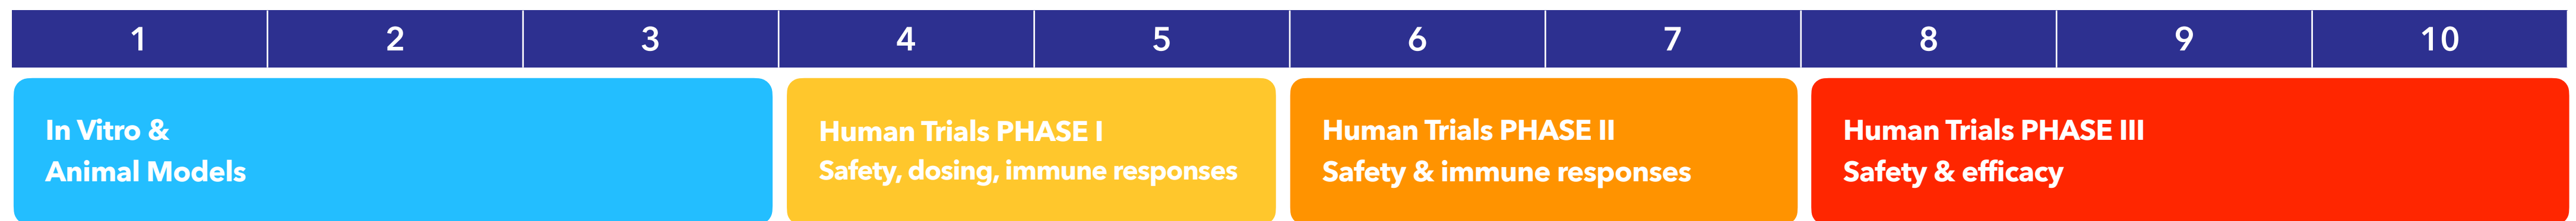 1 2 3 4 5 6 7 8 9 10
In Vitro &
Animal Models
Human Trials PHASE I
Safety, dosing, immune responses
Human Trials PHASE II
Safety & immune responses
Human Trials PHASE III
Safety & efficacy